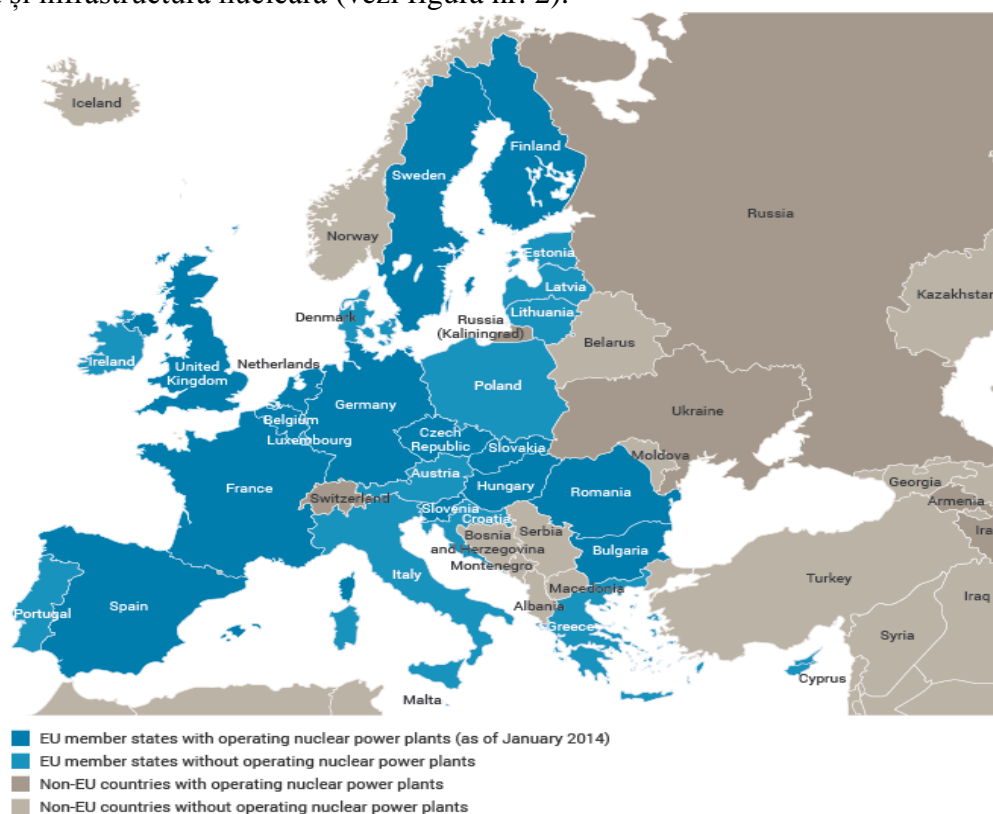 și infrastructura nucleară (vezi figura nr. 2).
Iceland
Finland
Sweden
Russia
Norway
Estonia
Kazakhstan
Latvia
Denmark
Lithuania
Russia
(Kaliningrad)
Belarus
Ireland
United
Kingdom
Netherlands
Poland
Germany
Ukraine
Belgium
Czech
Republic
Luxembourg
Slovakia
Moldova
Austria
France
Switzerland
Hungary
Romania
Georgia
Armenia
Slovenia
Croatia
Serbia
Ira
Bosnia
and Herzegovina
Bulgaria
Montenegro
Italy
Turkey
Macedonia
Iraq
Spain
Albania
Portugal
Greece
Syria
Cyprus
Malta
EU member states with operating nuclear power plants (as of January 2014)
EU member states without operating nuclear power plants
Non-EU countries with operating nuclear power plants
Non-EU countries without operating nuclear power plants